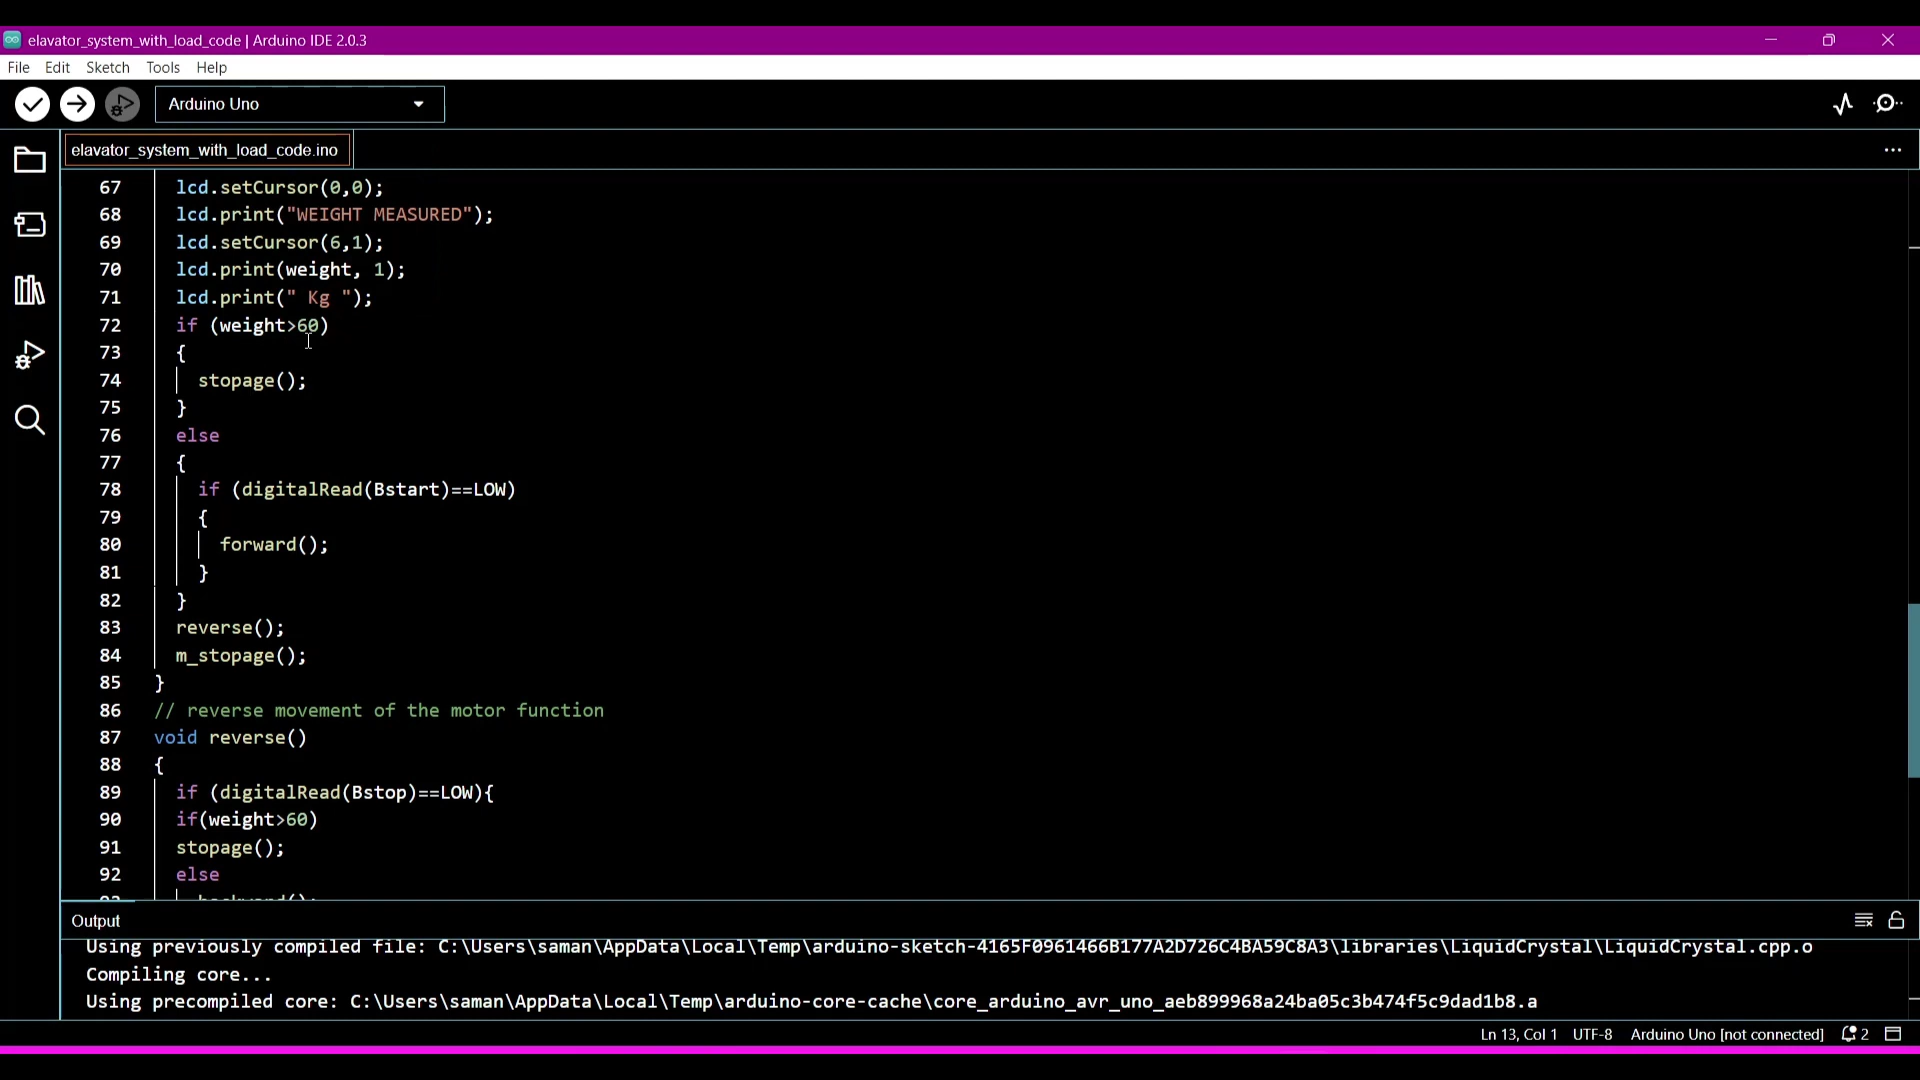 elavator_system_with_load_code | Arduino IDE 2.0.3
File Edit Sketch Tools Help
Arduino Uno
elavator_system_with_load_code.ino
67 lcd.setCursor(0,0);
68 lcd.print("WEIGHT MEASURED");
69 lcd.setCursor(6,1);
70 lcd.print(weight, 1);
71 lcd.print(" Kg ");
72 if (weight>60)
73 {
74 stopage();
75 }
76 else
77 {
78 if (digitalRead(Bstart)==LOW)
79 {
80 forward();
81 }
82 }
83 reverse();
84 m_stopage();
85 }
86 // reverse movement of the motor function
87 void reverse()
88 {
89 if (digitalRead(Bstop)==LOW){
90 if(weight>60)
91 stopage();
92 else
Output
Using previously compiled file: C:\Users\saman\AppData\Local\Temp\arduino-sketch-4165F0961466B177A2D726C4BA59C8A3\libraries\LiquidCrystal\LiquidCrystal.cpp.o
Compiling core...
Using precompiled core: C:\Users\saman\AppData\Local\Temp\arduino-core-cache\core_arduino_avr_uno_aeb899968a24ba05c3b474f5c9dad1b8.a
Ln 13, Col 1 UTF-8 Arduino Uno [not connected] 2